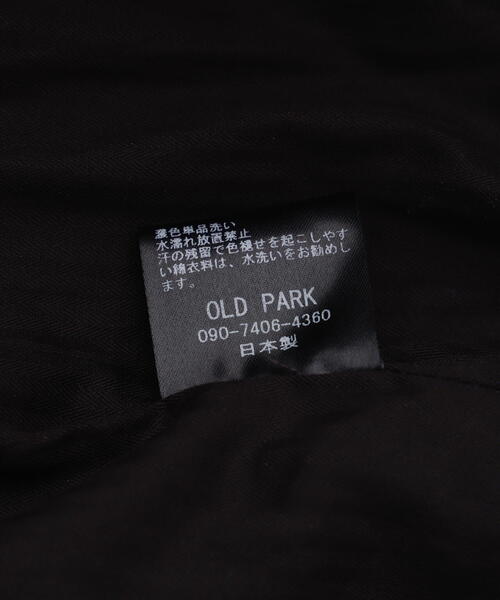 濃色単品洗い
水濡れ放置禁止
汗の残留で色褪せを起こしやす
い綿衣料は、水洗いをお勧めし
ます。
OLD PARK
090-7406-4360
日本製